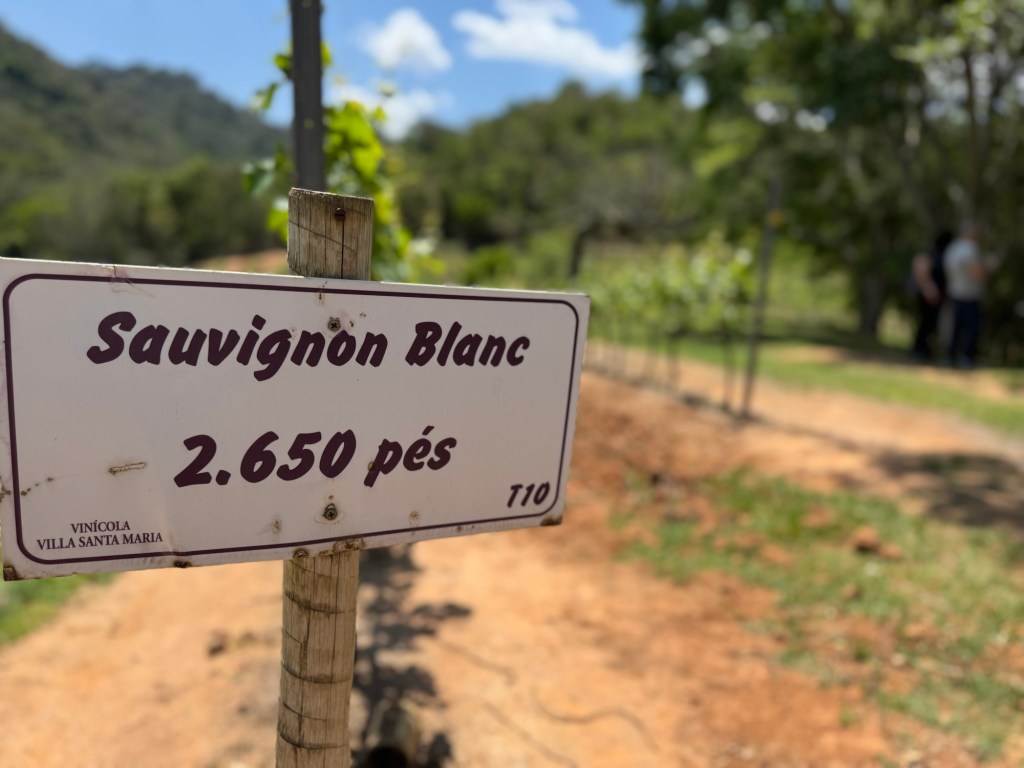 Sauvignon Blanc
2.650 pés
T10
VINÍCOLA
VILLA SANTA MARIA